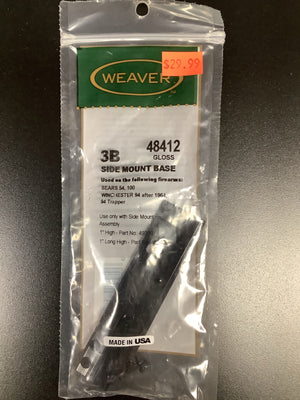 $29.99
WEAVER
3B
48412
GLOSS
SIDE MOUNT BASE
Used on the following firearms:
SEARS 54, 100
WINCHESTER 94 after 1964
94 Trapper
Use only with Side Mount
Assembly
1" High - Part No:
1" Long High - Part
MADE IN USA